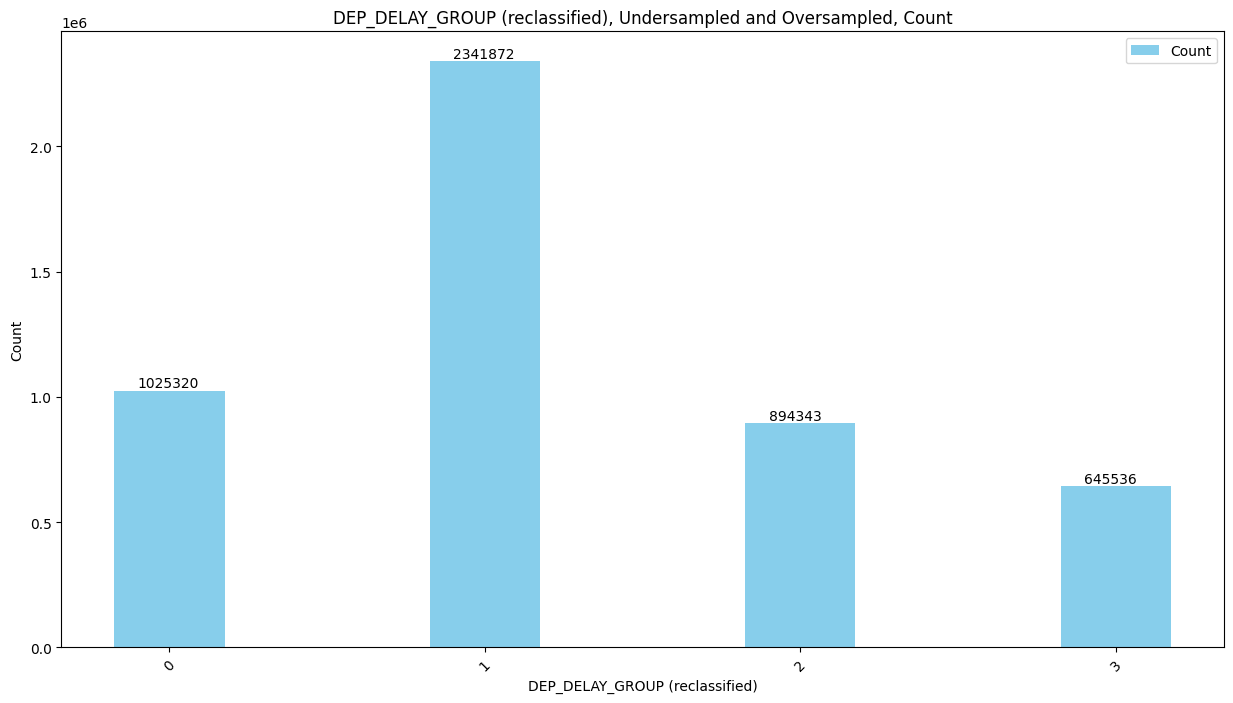 DEP_DELAY_GROUP (reclassified), Undersampled and Oversampled, Count
1e6
Count
2341872
1025320
894343
645536
2.0
1.5
1.0
0.5
0.0
Count
0
1
2
3
DEP_DELAY_GROUP (reclassified)